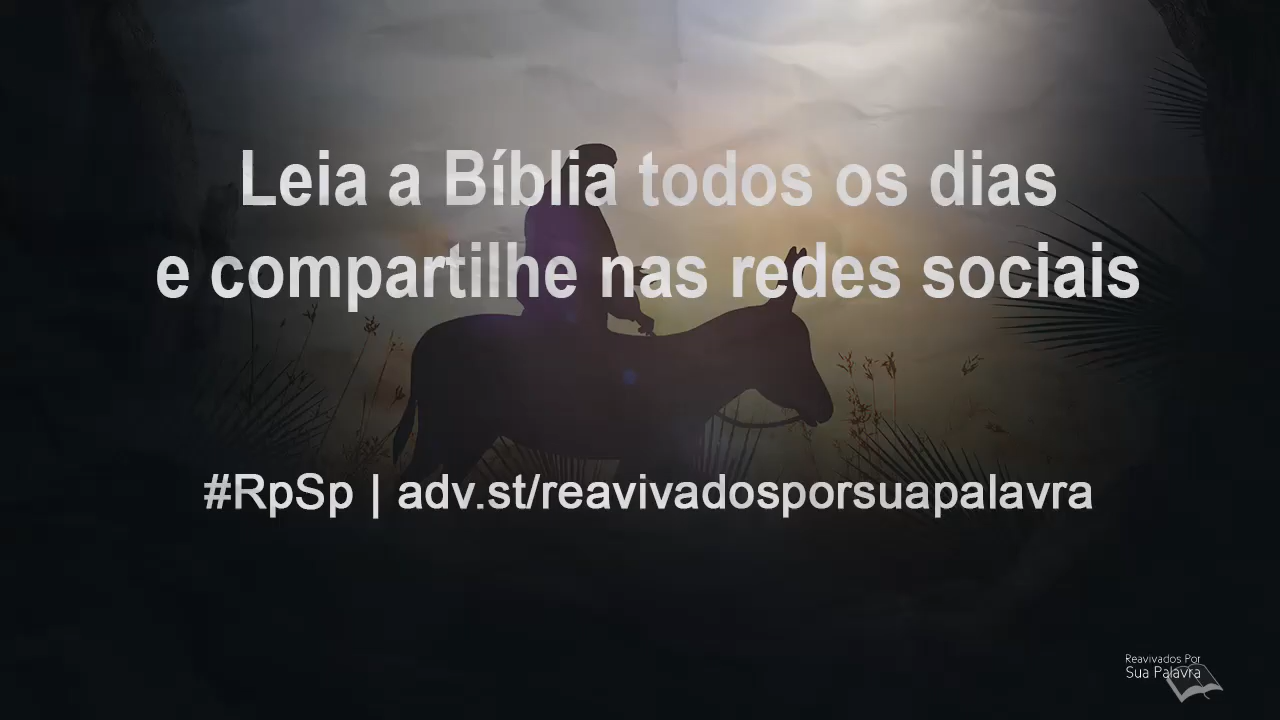 Leia a Bíblia todos os dias
e compartilhe nas redes sociais
#RpSp | adv.st/reavivadosporsuapalavra
Reavivados Por
Sua Palavra